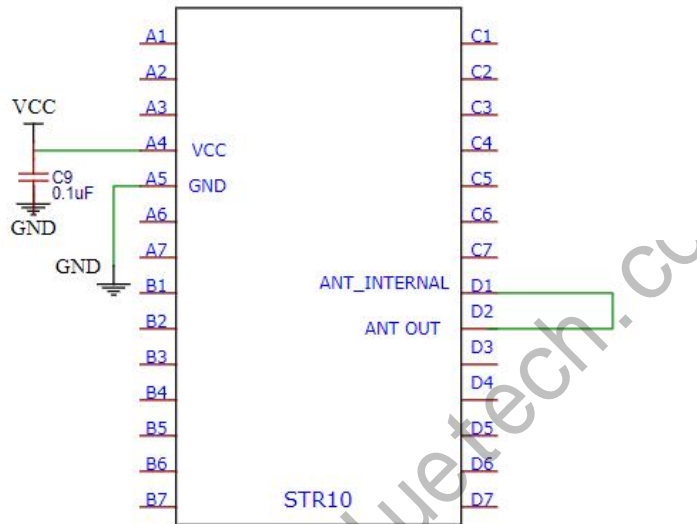 A1 C1
A2 C2
A3 C3
VCC
A4 VCC C4
C9
0.1uF
A5 GND C5
GND
A6 C6
A7 C7
GND
B1 ANT_INTERNAL D1
B2 ANT OUT D2
B3 D3
B4 D4
B5 D5
B6 D6
B7 STR10 D7
luetech.co